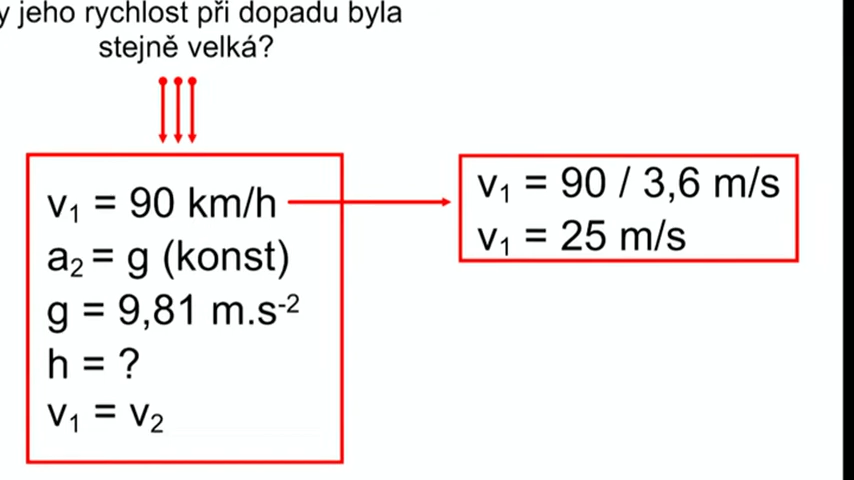 y jeho rychlost při dopadu byla
stejně velká?
v₁ = 90 km/h
a₂ = g (konst)
g = 9,81 m.s⁻²
h = ?
v₁ = v₂
v₁ = 90 / 3,6 m/s
v₁ = 25 m/s